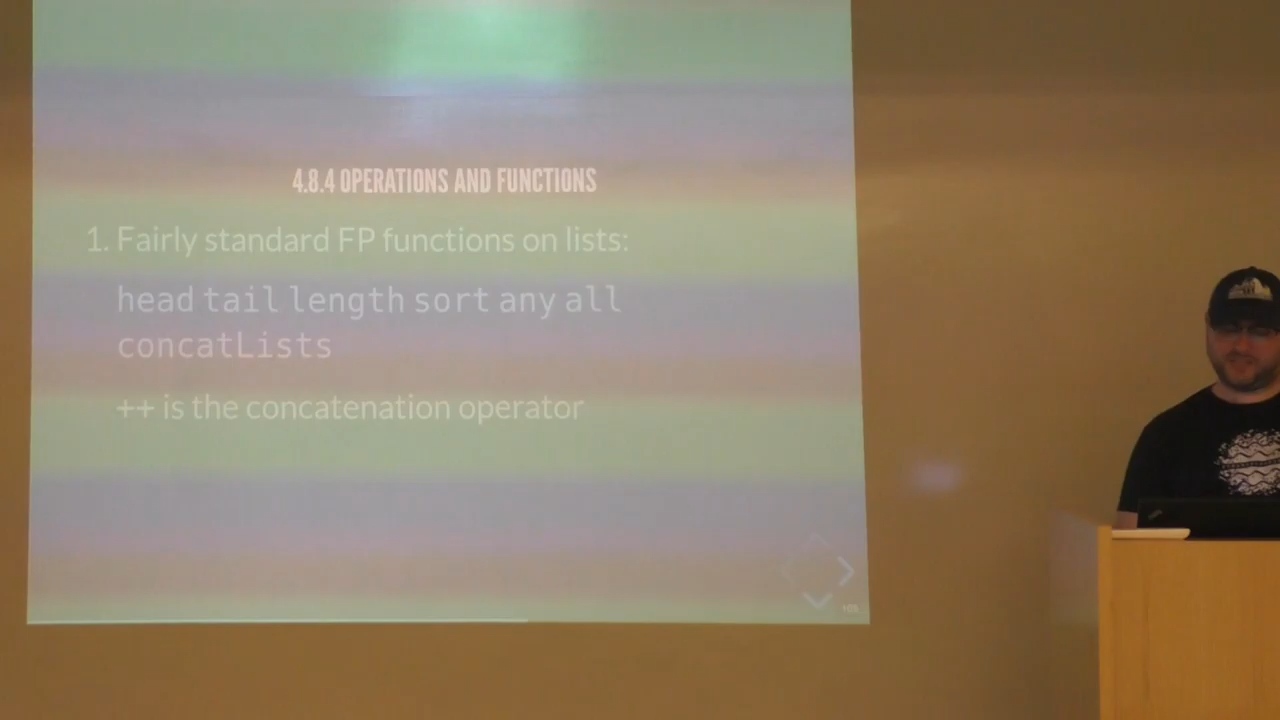 4.8.4 OPERATIONS AND FUNCTIONS
1. Fairly standard FP functions on lists:
head tail length sort any all
concatLists
++ is the concatenation operator